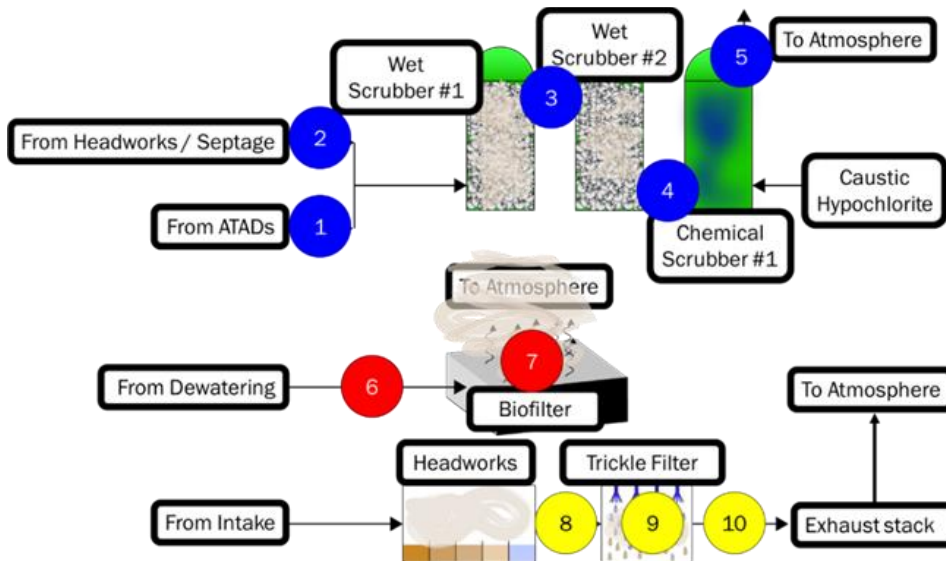 Wet
Scrubber #1
Wet
Scrubber #2
5
To Atmosphere
3
2
From Headworks / Septage
4
Caustic
Hypochlorite
1
From ATADs
Chemical
Scrubber #1
To Atmosphere
7
6
From Dewatering
To Atmosphere
Biofilter
Headworks
Trickle Filter
From Intake
8
9
10
Exhaust stack